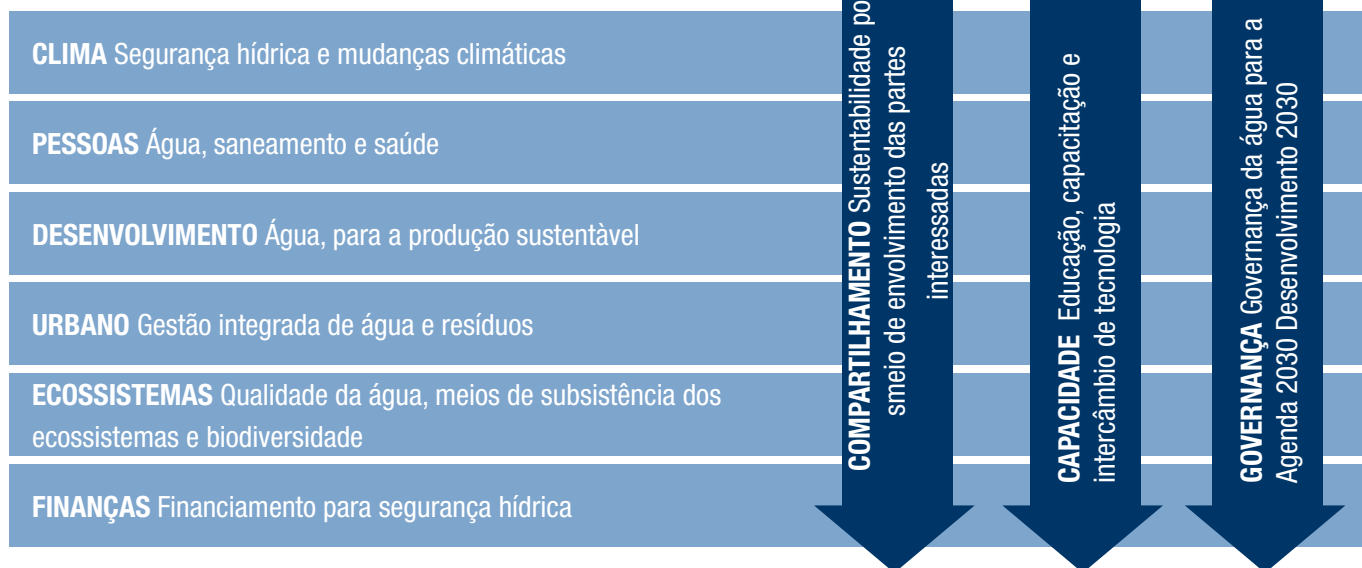 CLIMA Segurança hídrica e mudanças climáticas
PESSOAS Água, saneamento e saúde
DESENVOLVIMENTO Água, para a produção sustentàvel
URBANO Gestão integrada de água e resíduos
ECOSSISTEMAS Qualidade da água, meios de subsistência dos
ecossistemas e biodiversidade
FINANÇAS Financiamento para segurança hídrica
COMPARTILHAMENTO Sustentabilidade po
smeio de envolvimento das partes
interessadas
CAPACIDADE Educação, capacitação e
intercâmbio de tecnologia
GOVERNANÇA Governança da água para a
Agenda 2030 Desenvolvimento 2030